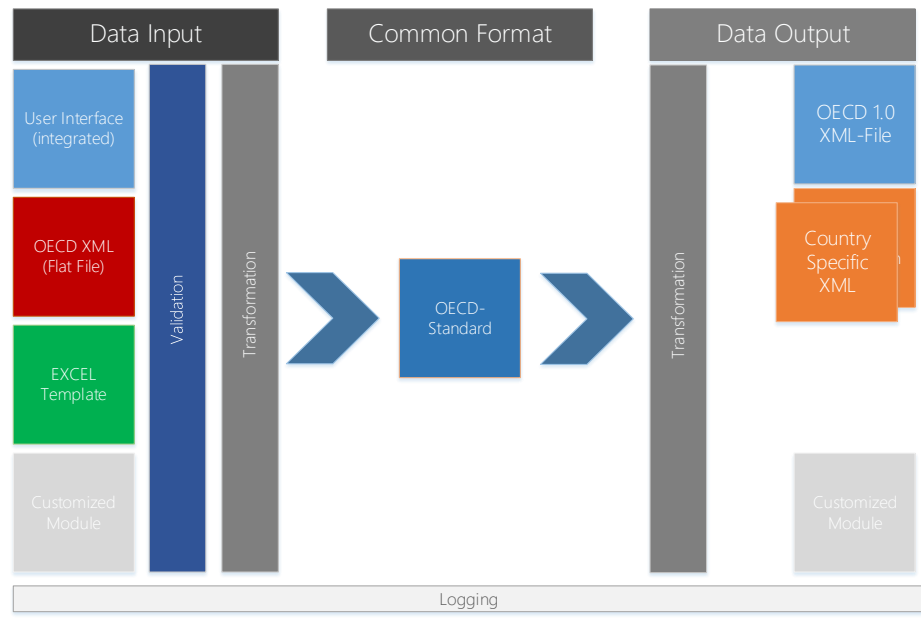 Data Input
Common Format
Data Output
User Interface
(integrated)
OECD XML
(Flat File)
EXCEL
Template
Customized
Module
Validation
Transformation
OECD-
Standard
Transformation
OECD 1.0
XML-File
Country
Specific
XML
Customized
Module
Logging